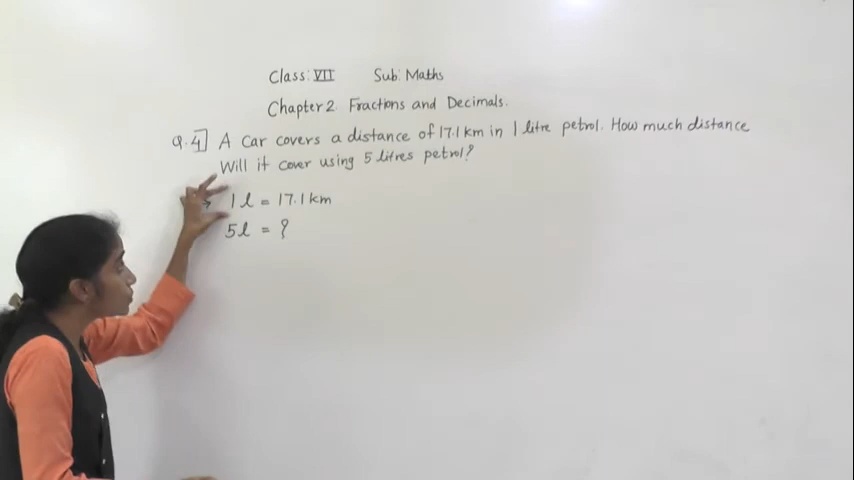 Class: VII Sub: Maths
Chapter 2 Fractions and Decimals.
Q.4] A Car covers a distance of 17.1 km in 1 litre petrol. How much distance
Will it cover using 5 litres petrol?
→ 1 l = 17.1 km
5 l = ?